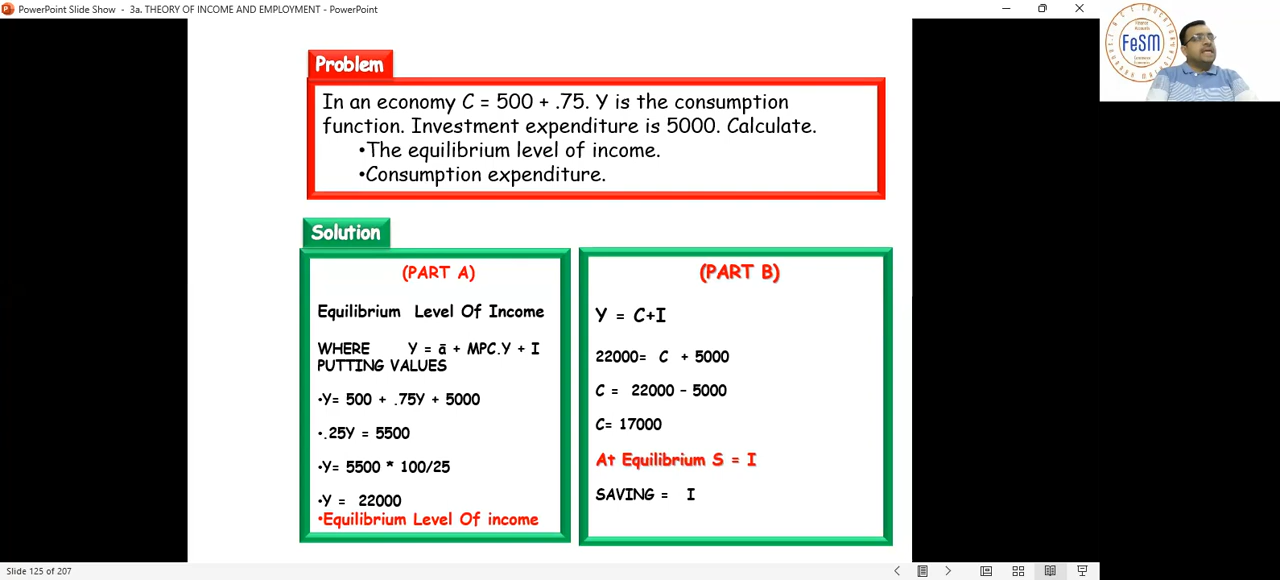 PowerPoint Slide Show - 3a. THEORY OF INCOME AND EMPLOYMENT - PowerPoint
FeSM
Problem
In an economy C = 500 + .75. Y is the consumption
function. Investment expenditure is 5000. Calculate.
•The equilibrium level of income.
•Consumption expenditure.
Solution
(PART A)
Equilibrium Level Of Income
WHERE Y = ā + MPC.Y + I
PUTTING VALUES
•Y= 500 + .75Y + 5000
•.25Y = 5500
•Y= 5500 * 100/25
•Y = 22000
•Equilibrium Level Of income
(PART B)
Y = C+I
22000= C + 5000
C = 22000 – 5000
C= 17000
At Equilibrium S = I
SAVING = I
Slide 125 of 207